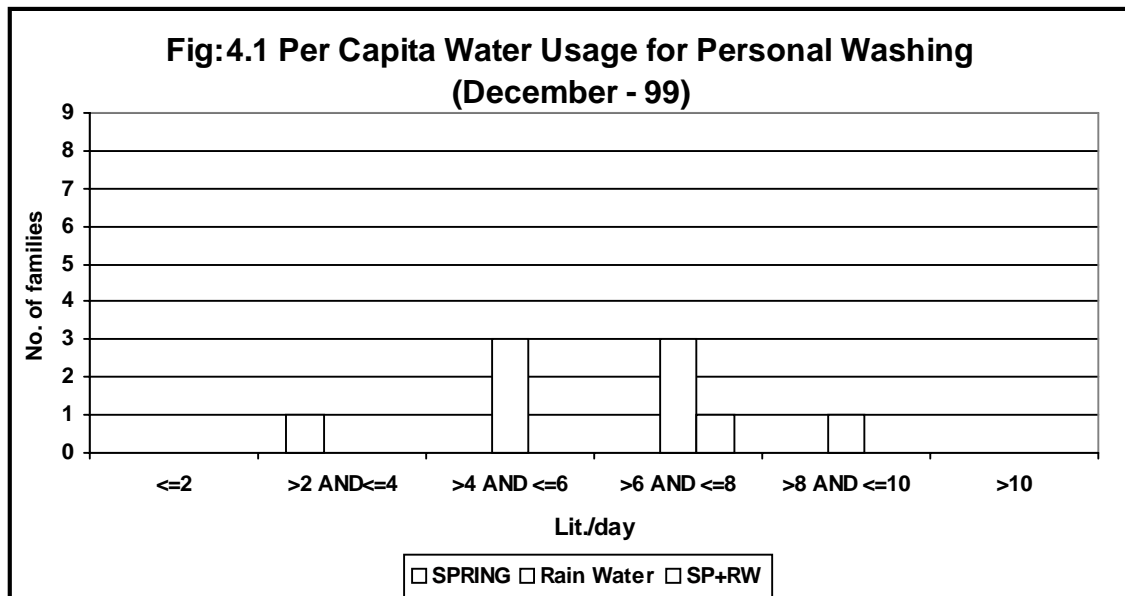 Fig:4.1 Per Capita Water Usage for Personal Washing
(December - 99)
No. of families
9
8
7
6
5
4
3
2
1
0
<=2 >2 AND<=4 >4 AND <=6 >6 AND <=8 >8 AND <=10 >10
Lit./day
SPRING Rain Water SP+RW